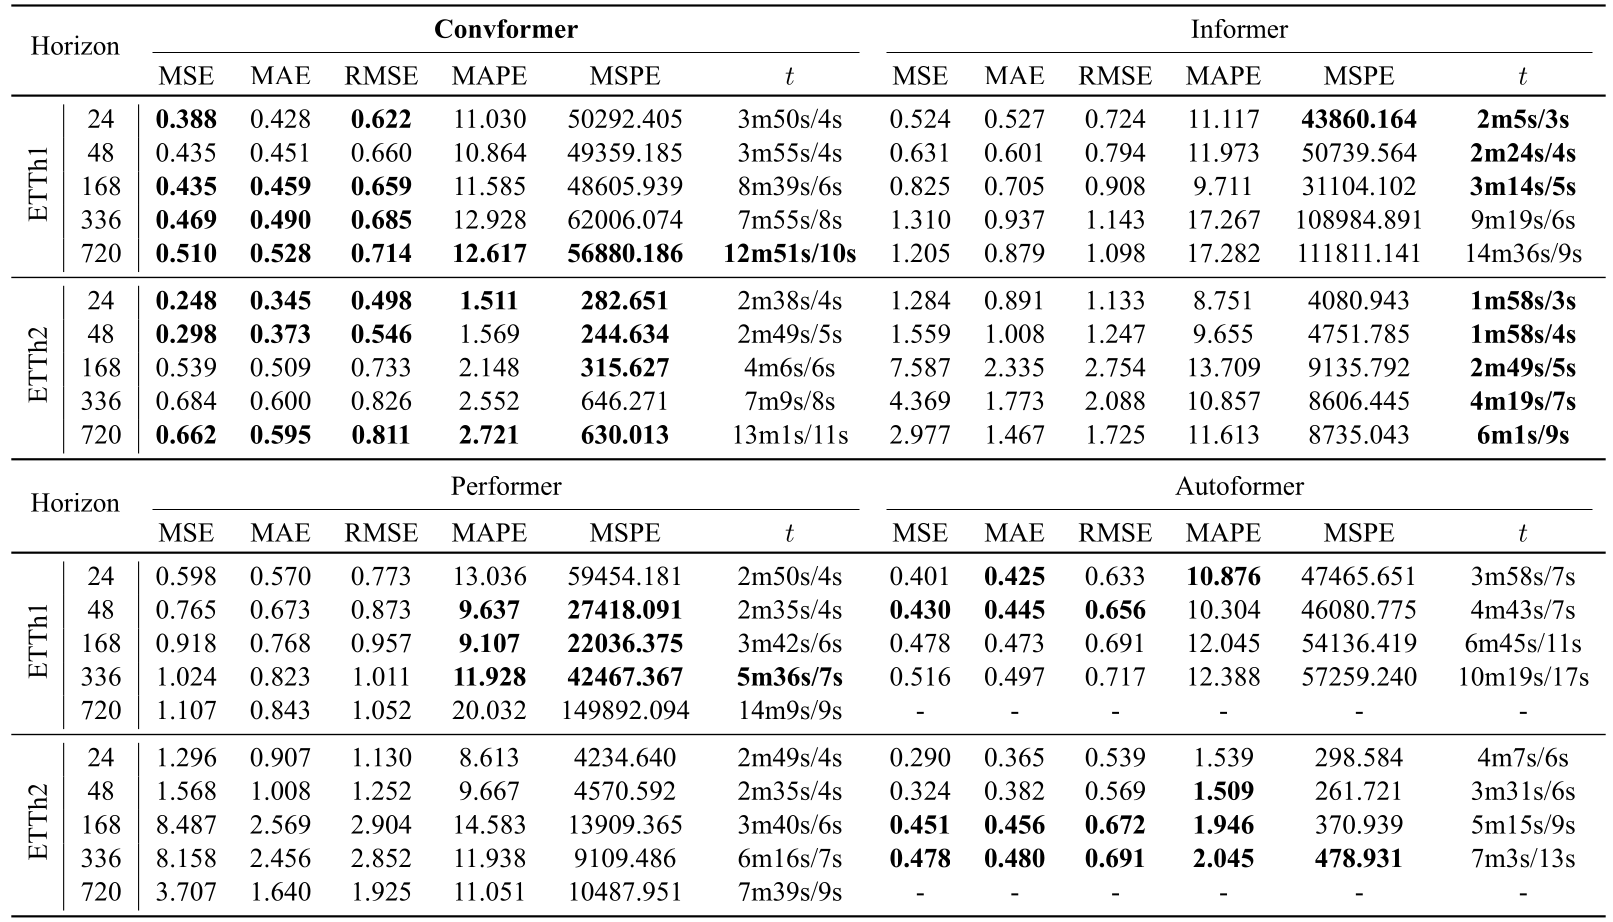 Horizon Convformer Informer
MSE MAE RMSE MAPE MSPE t MSE MAE RMSE MAPE MSPE t
ETTh1
24 0.388 0.428 0.622 11.030 50292.405 3m50s/4s 0.524 0.527 0.724 11.117 43860.164 2m5s/3s
48 0.435 0.451 0.660 10.864 49359.185 3m55s/4s 0.631 0.601 0.794 11.973 50739.564 2m24s/4s
168 0.435 0.459 0.659 11.585 48605.939 8m39s/6s 0.825 0.705 0.908 9.711 31104.102 3m14s/5s
336 0.469 0.490 0.685 12.928 62006.074 7m55s/8s 1.310 0.937 1.143 17.267 108984.891 9m19s/6s
720 0.510 0.528 0.714 12.617 56880.186 12m51s/10s 1.205 0.879 1.098 17.282 111811.141 14m36s/9s
ETTh2
24 0.248 0.345 0.498 1.511 282.651 2m38s/4s 1.284 0.891 1.133 8.751 4080.943 1m58s/3s
48 0.298 0.373 0.546 1.569 244.634 2m49s/5s 1.559 1.008 1.247 9.655 4751.785 1m58s/4s
168 0.539 0.509 0.733 2.148 315.627 4m6s/6s 7.587 2.335 2.754 13.709 9135.792 2m49s/5s
336 0.684 0.600 0.826 2.552 646.271 7m9s/8s 4.369 1.773 2.088 10.857 8606.445 4m19s/7s
720 0.662 0.595 0.811 2.721 630.013 13m1s/11s 2.977 1.467 1.725 11.613 8735.043 6m1s/9s
Horizon Performer Autoformer
MSE MAE RMSE MAPE MSPE t MSE MAE RMSE MAPE MSPE t
ETTh1
24 0.598 0.570 0.773 13.036 59454.181 2m50s/4s 0.401 0.425 0.633 10.876 47465.651 3m58s/7s
48 0.765 0.673 0.873 9.637 27418.091 2m35s/4s 0.430 0.445 0.656 10.304 46080.775 4m43s/7s
168 0.918 0.768 0.957 9.107 22036.375 3m42s/6s 0.478 0.473 0.691 12.045 54136.419 6m45s/11s
336 1.024 0.823 1.011 11.928 42467.367 5m36s/7s 0.516 0.497 0.717 12.388 57259.240 10m19s/17s
720 1.107 0.843 1.052 20.032 149892.094 14m9s/9s - - - - - -
ETTh2
24 1.296 0.907 1.130 8.613 4234.640 2m49s/4s 0.290 0.365 0.539 1.539 298.584 4m7s/6s
48 1.568 1.008 1.252 9.667 4570.592 2m35s/4s 0.324 0.382 0.569 1.509 261.721 3m31s/6s
168 8.487 2.569 2.904 14.583 13909.365 3m40s/6s 0.451 0.456 0.672 1.946 370.939 5m15s/9s
336 8.158 2.456 2.852 11.938 9109.486 6m16s/7s 0.478 0.480 0.691 2.045 478.931 7m3s/13s
720 3.707 1.640 1.925 11.051 10487.951 7m39s/9s - - - - - -